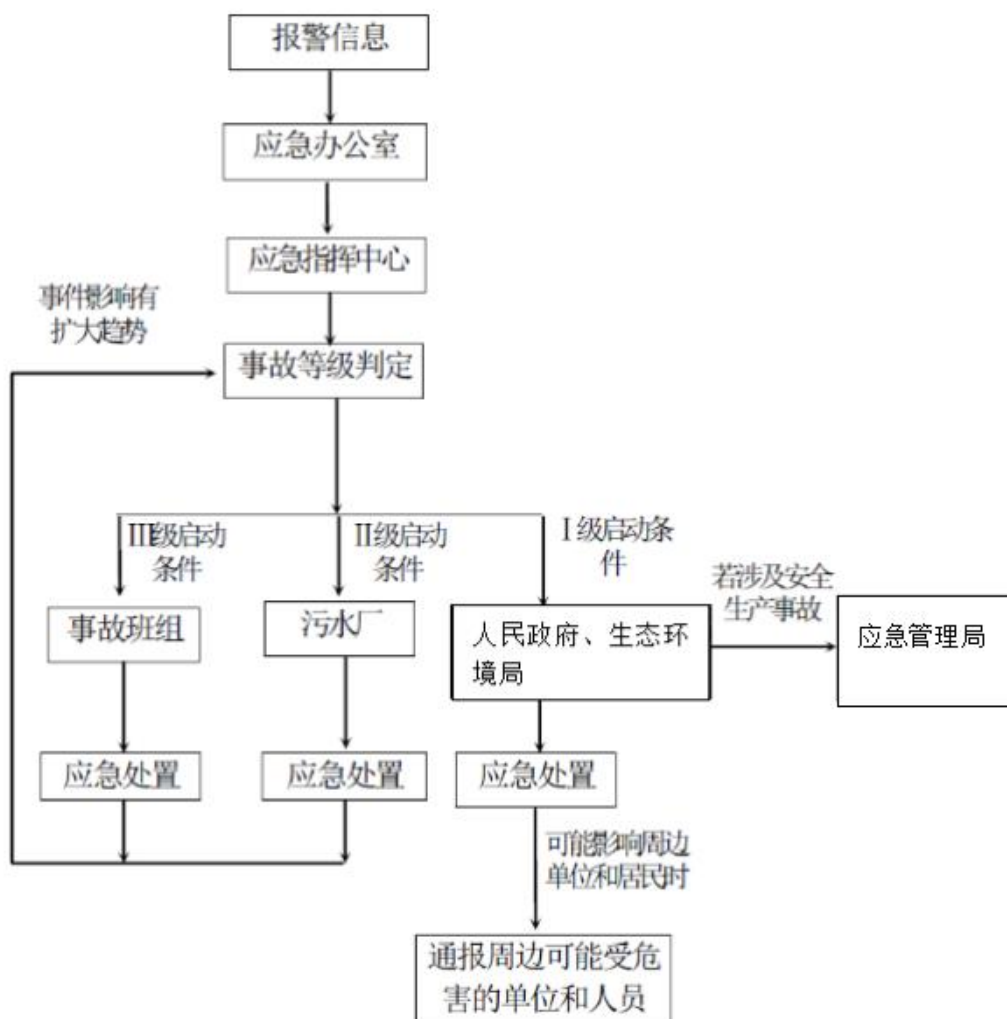 报警信息
应急办公室
应急指挥中心
事件影响有
扩大趋势
事故等级判定
Ⅲ级启动
条件
Ⅱ级启动
条件
Ⅰ级启动条
件
若涉及安全
生产事故
事故班组
污水厂
人民政府、生态环
境局
应急管理局
应急处置
应急处置
应急处置
可能影响周边
单位和居民时
通报周边可能受危
害的单位和人员